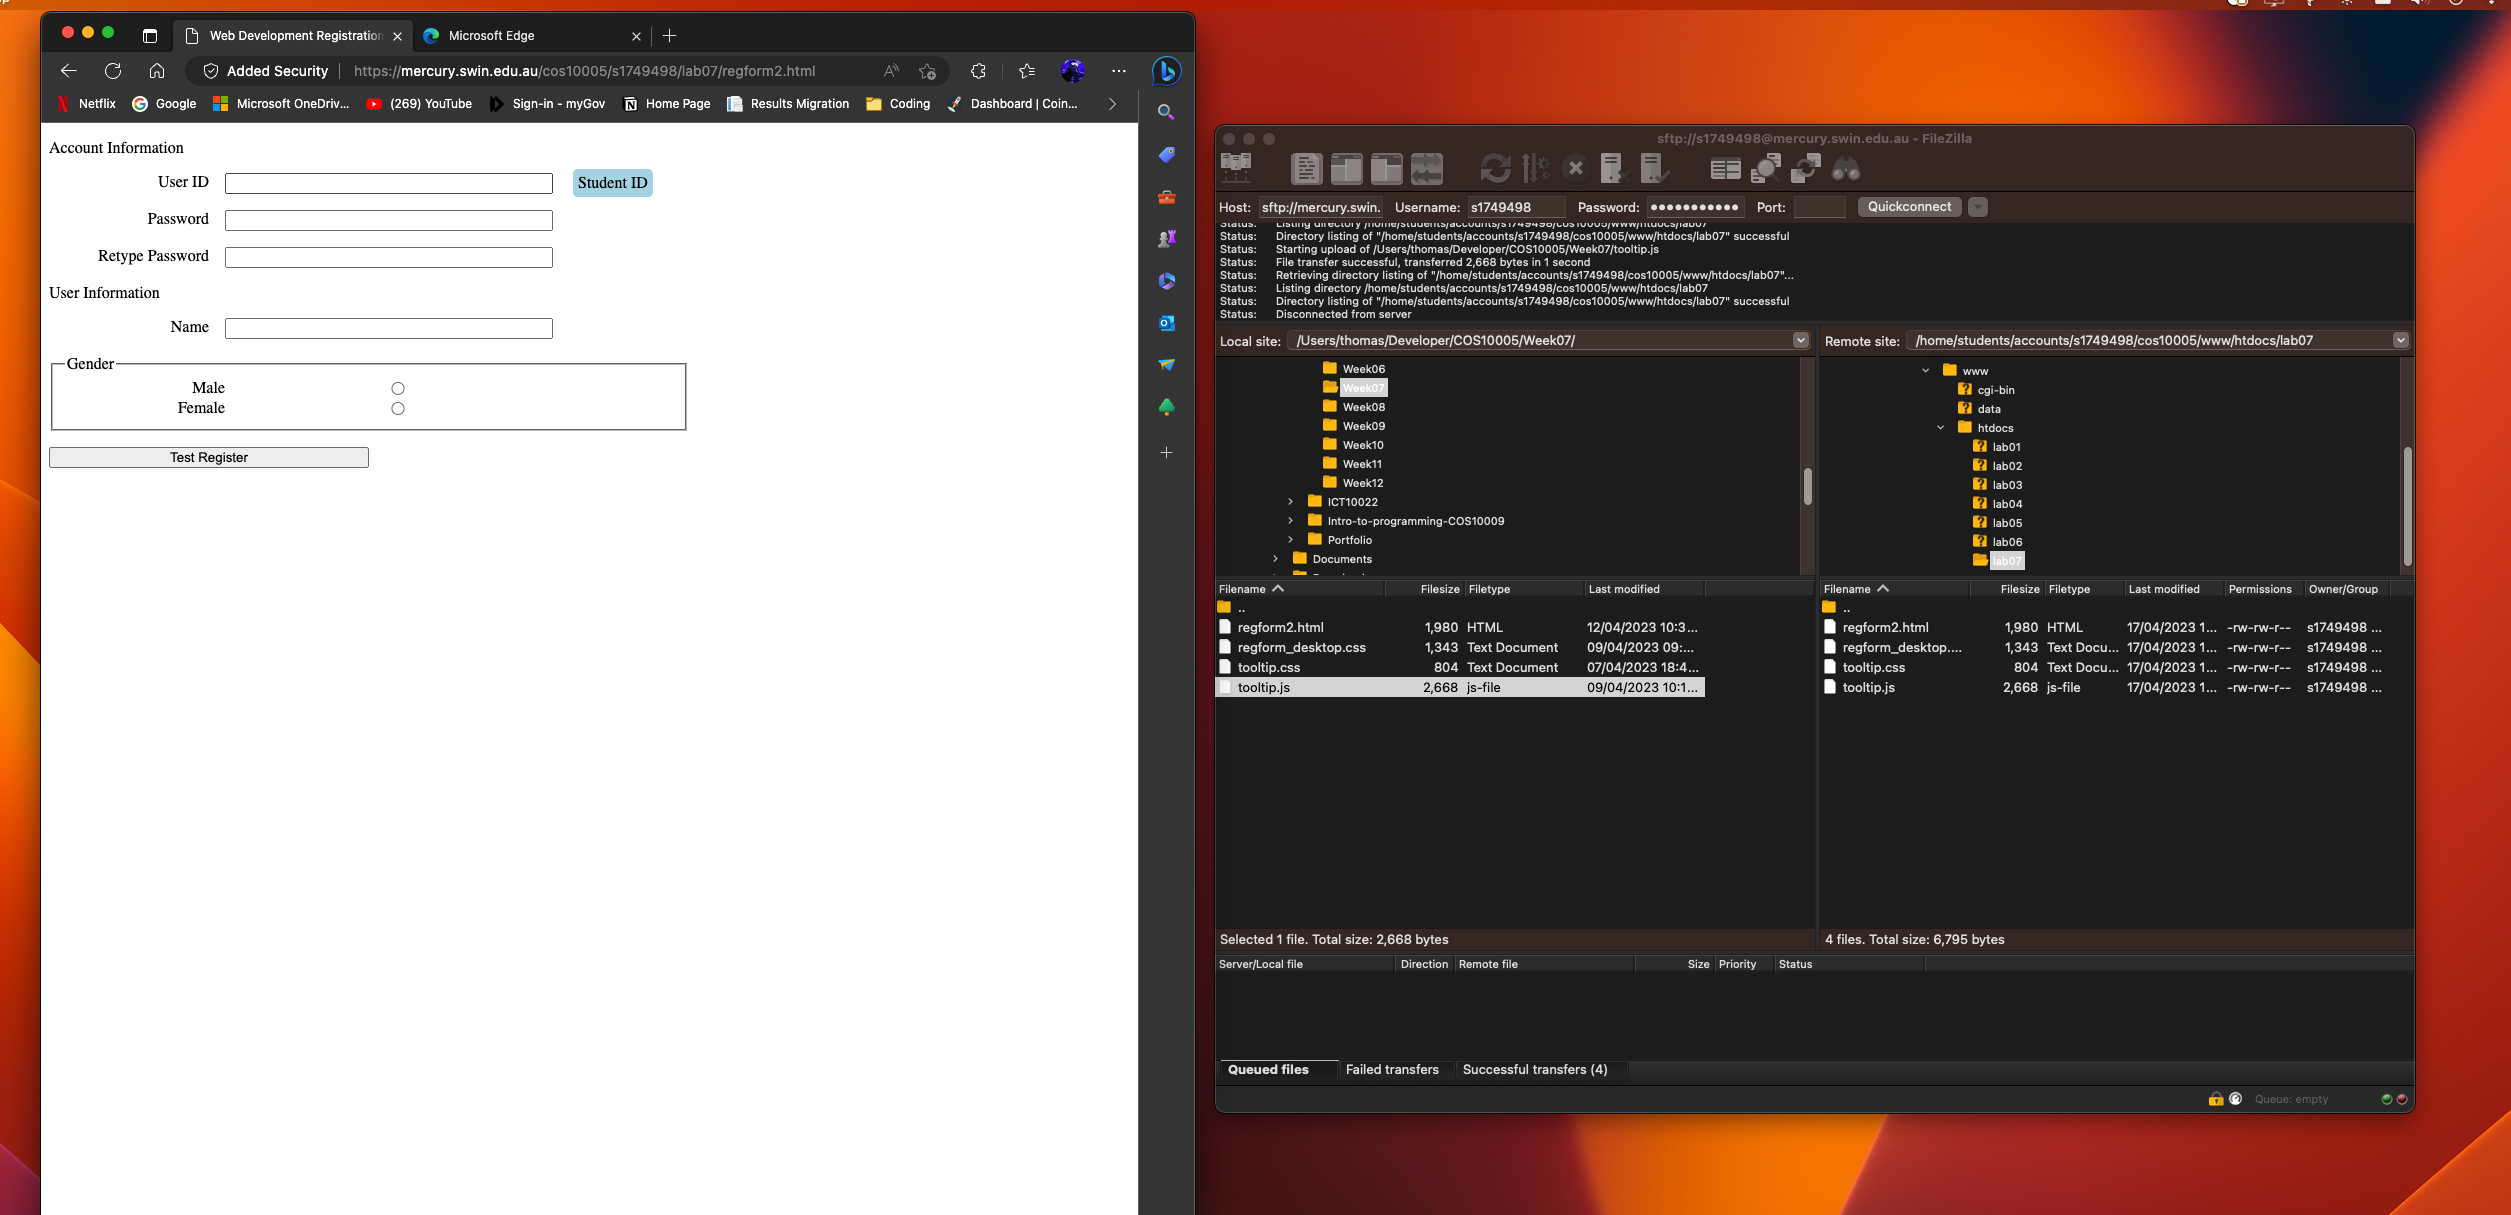 Web Development Registration
Microsoft Edge
Added Security
https://mercury.swin.edu.au/cos10005/s1749498/lab07/regform2.html
Netflix
Google
Microsoft OneDriv...
(269) YouTube
Sign-in - myGov
Home Page
Results Migration
Coding
Dashboard | Coin...
Account Information
User ID
Student ID
Password
Retype Password
User Information
Name
Gender
Male
Female
Test Register
sftp://s1749498@mercury.swin.edu.au - FileZilla
Host: sftp://mercury.swin. Username: s1749498 Password: ●●●●●●●●●●● Port: Quickconnect
Status: Listing directory /home/students/accounts/s1749498/cos10005/www/htdocs/lab07
Status: Directory listing of "/home/students/accounts/s1749498/cos10005/www/htdocs/lab07" successful
Status: Starting upload of /Users/thomas/Developer/COS10005/Week07/tooltip.js
Status: File transfer successful, transferred 2,668 bytes in 1 second
Status: Retrieving directory listing of "/home/students/accounts/s1749498/cos10005/www/htdocs/lab07"...
Status: Listing directory /home/students/accounts/s1749498/cos10005/www/htdocs/lab07
Status: Directory listing of "/home/students/accounts/s1749498/cos10005/www/htdocs/lab07" successful
Status: Disconnected from server
Local site: /Users/thomas/Developer/COS10005/Week07/
Week06
Week07
Week08
Week09
Week10
Week11
Week12
ICT10022
Intro-to-programming-COS10009
Portfolio
Documents
Remote site: /home/students/accounts/s1749498/cos10005/www/htdocs/lab07
www
cgi-bin
data
htdocs
lab01
lab02
lab03
lab04
lab05
lab06
lab07
Filename Filesize Filetype Last modified
..
regform2.html 1,980 HTML 12/04/2023 10:3...
regform_desktop.css 1,343 Text Document 09/04/2023 09:...
tooltip.css 804 Text Document 07/04/2023 18:4...
tooltip.js 2,668 js-file 09/04/2023 10:1...
Selected 1 file. Total size: 2,668 bytes
Filename Filesize Filetype Last modified Permissions Owner/Group
..
regform2.html 1,980 HTML 17/04/2023 1... -rw-rw-r-- s1749498 ...
regform_desktop.... 1,343 Text Docu... 17/04/2023 1... -rw-rw-r-- s1749498 ...
tooltip.css 804 Text Docu... 17/04/2023 1... -rw-rw-r-- s1749498 ...
tooltip.js 2,668 js-file 17/04/2023 1... -rw-rw-r-- s1749498 ...
4 files. Total size: 6,795 bytes
Server/Local file Direction Remote file Size Priority Status
Queued files Failed transfers Successful transfers (4)
Queue: empty